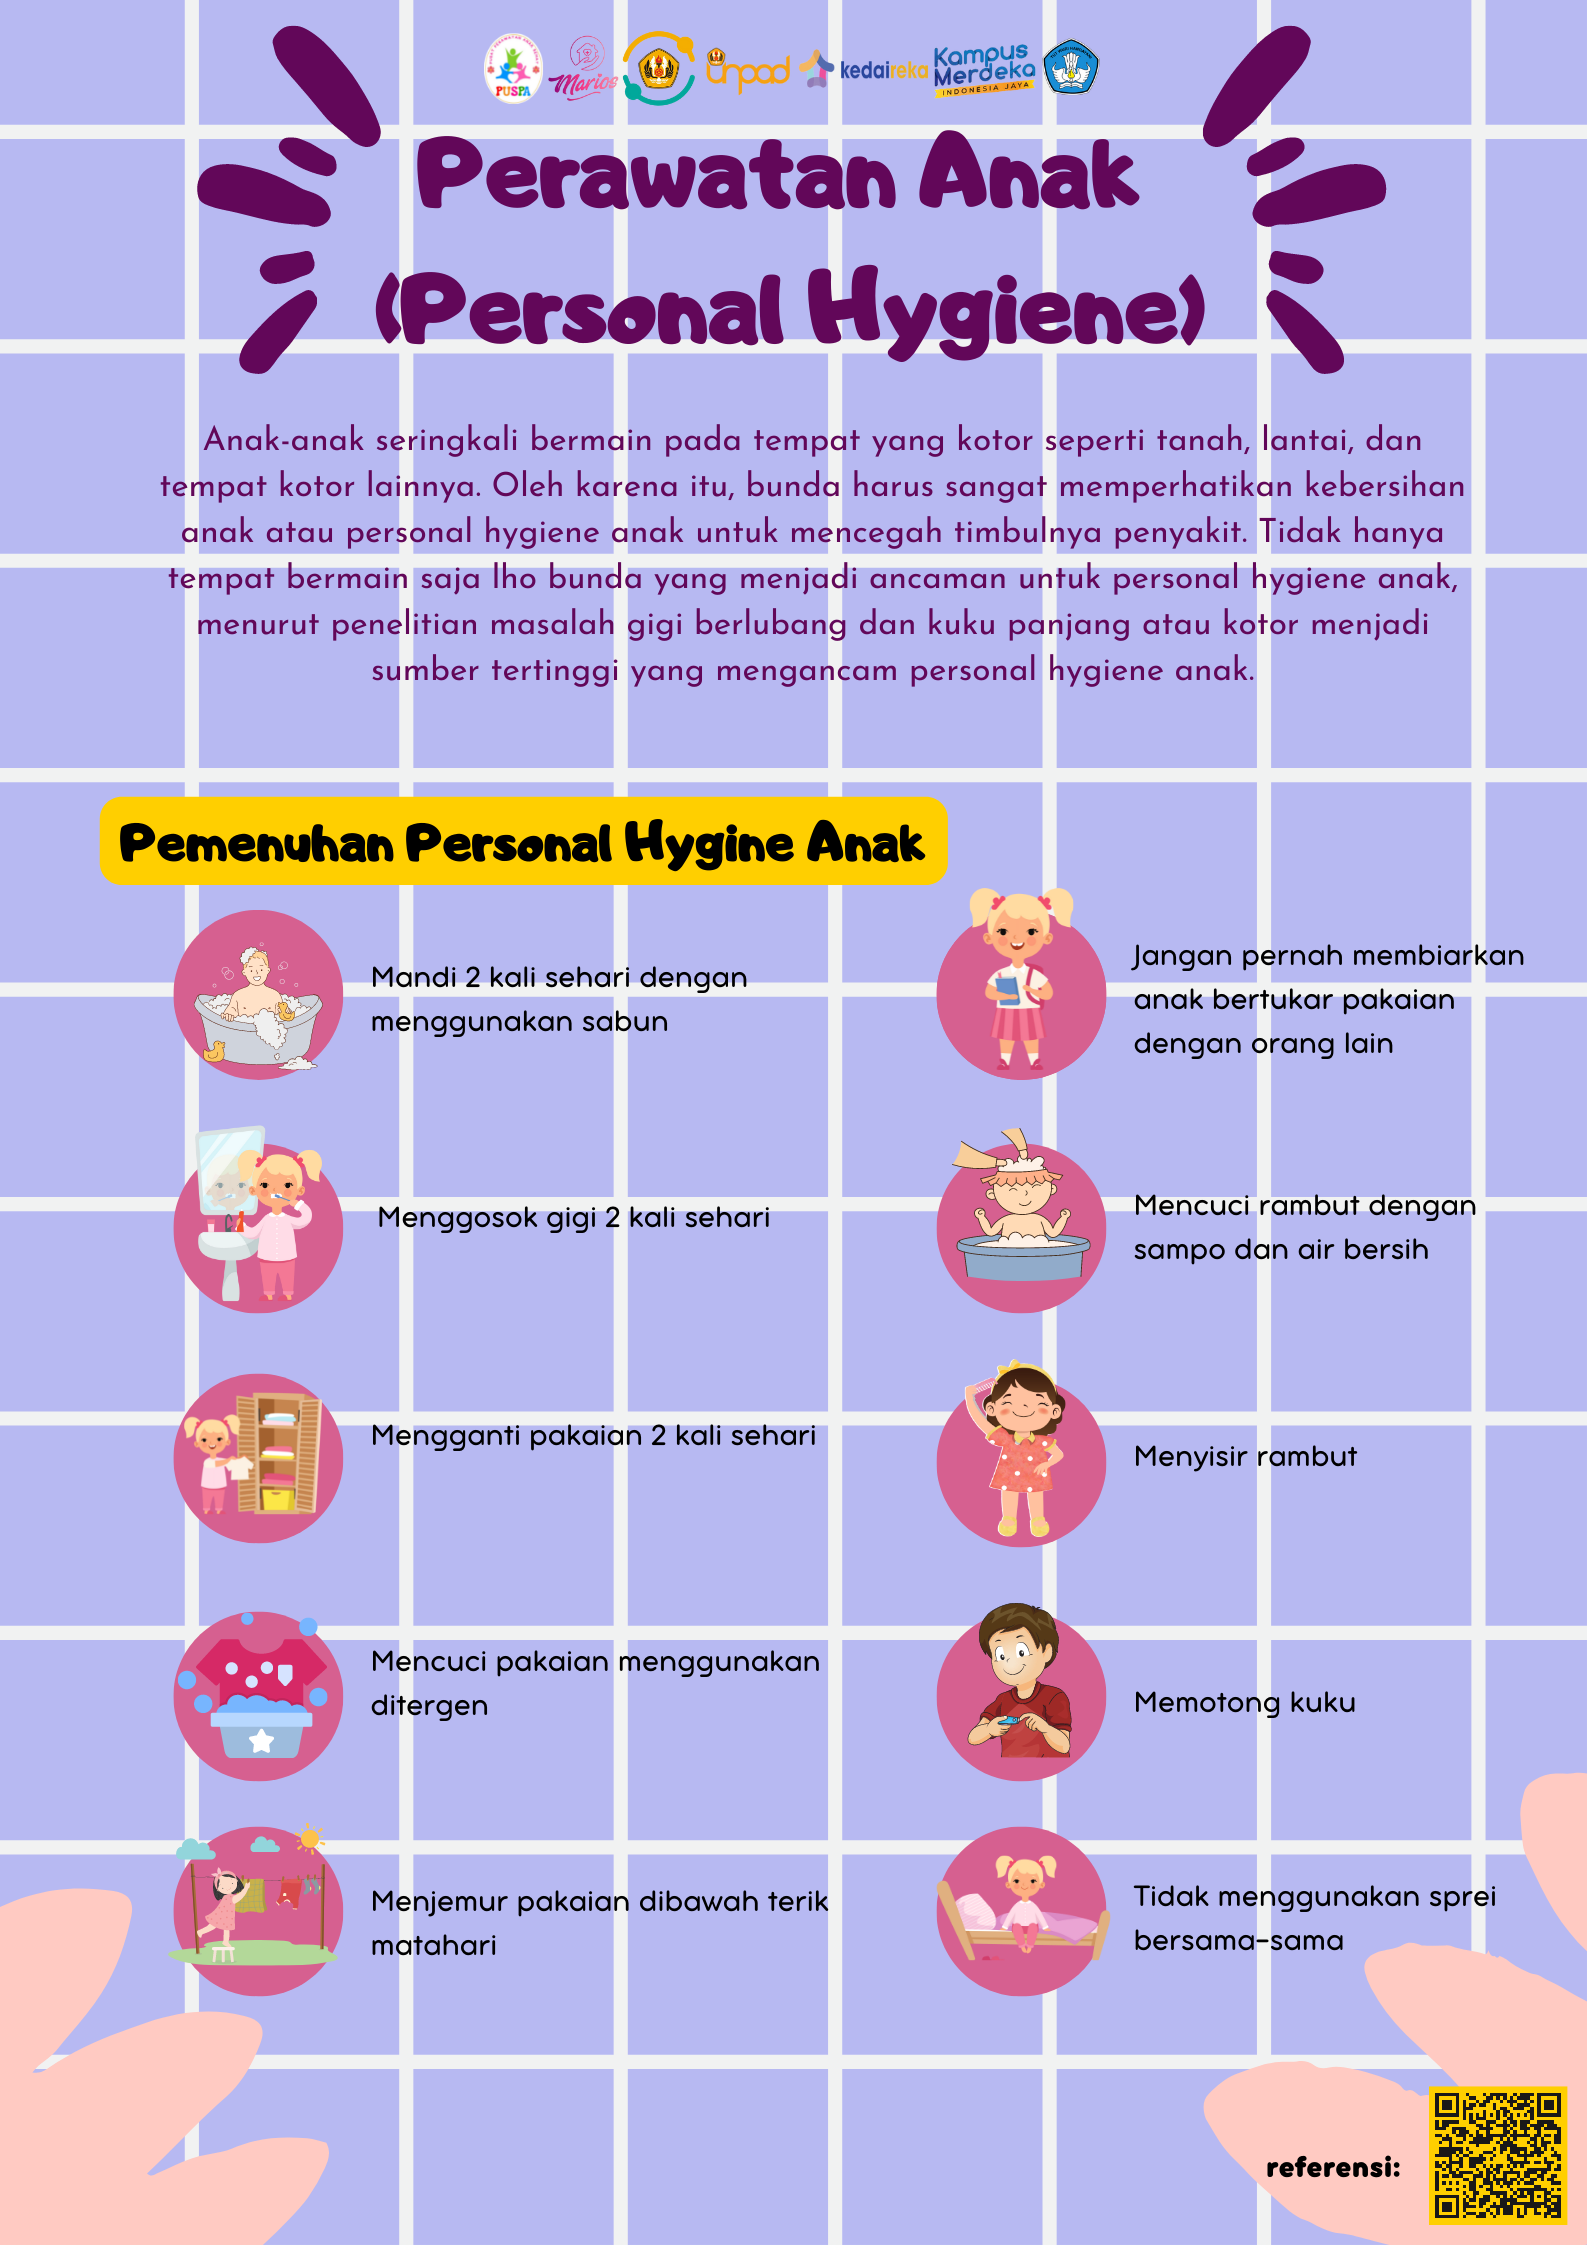 PUSPA
Marios
unpad
kedaireka
Kampus
Merdeka
INDONESIA JAYA
Perawatan Anak
(Personal Hygiene)
Anak-anak seringkali bermain pada tempat yang kotor seperti tanah, lantai, dan
tempat kotor lainnya. Oleh karena itu, bunda harus sangat memperhatikan kebersihan
anak atau personal hygiene anak untuk mencegah timbulnya penyakit. Tidak hanya
tempat bermain saja lho bunda yang menjadi ancaman untuk personal hygiene anak,
menurut penelitian masalah gigi berlubang dan kuku panjang atau kotor menjadi
sumber tertinggi yang mengancam personal hygiene anak.
Pemenuhan Personal Hygine Anak
Mandi 2 kali sehari dengan
menggunakan sabun
Menggosok gigi 2 kali sehari
Mengganti pakaian 2 kali sehari
Mencuci pakaian menggunakan
ditergen
Menjemur pakaian dibawah terik
matahari
Jangan pernah membiarkan
anak bertukar pakaian
dengan orang lain
Mencuci rambut dengan
sampo dan air bersih
Menyisir rambut
Memotong kuku
Tidak menggunakan sprei
bersama-sama
referensi: